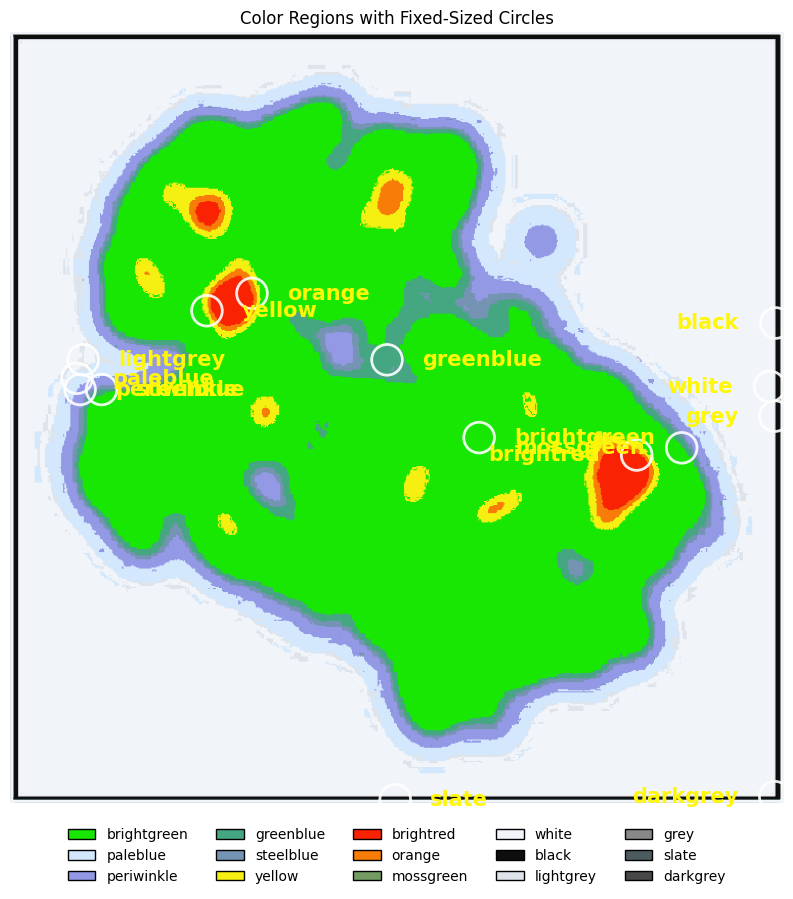 Color Regions with Fixed-Sized Circles
orange
yellow
black
lightgrey
greenblue
paleblue
white
periwinkle
steelblue
grey
brightgreen
mossgreen
brightred
slate
darkgrey
brightgreen greenblue brightred white grey
paleblue steelblue orange black slate
periwinkle yellow mossgreen lightgrey darkgrey